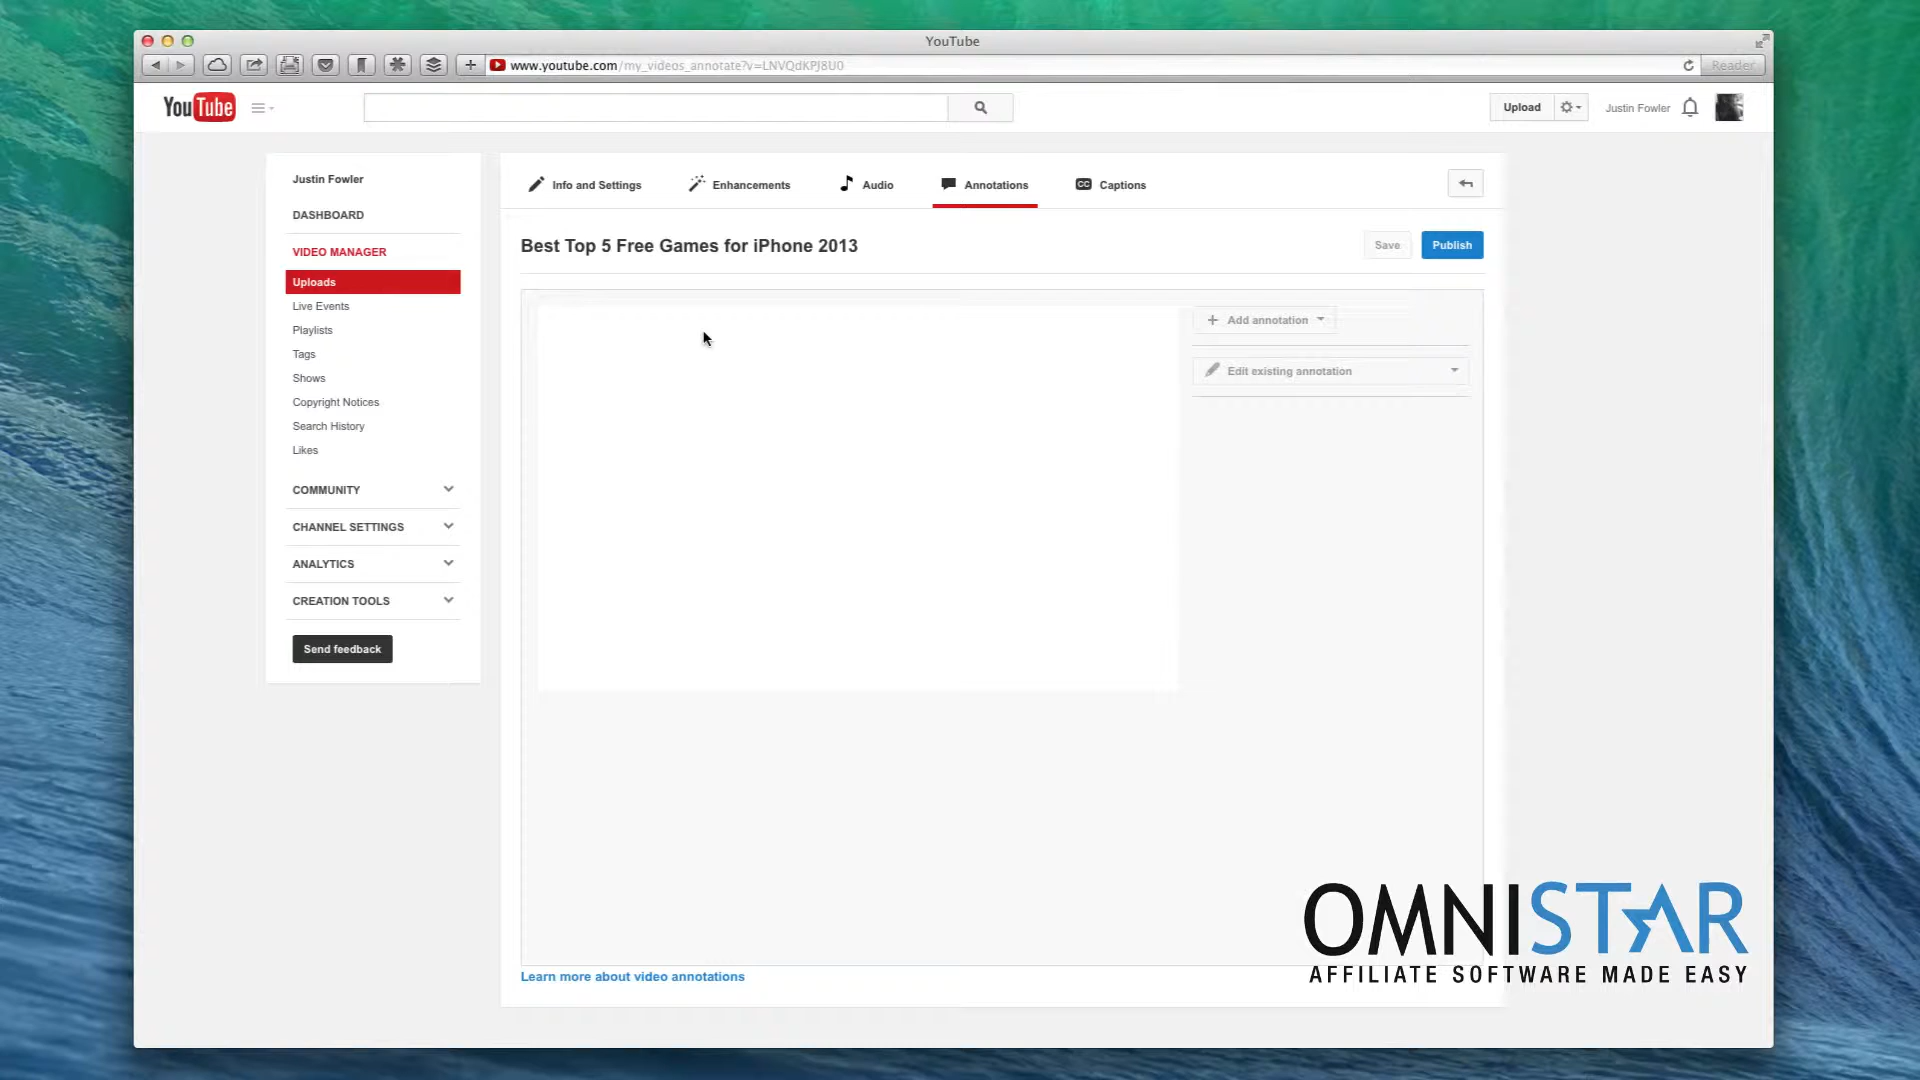 YouTube
www.youtube.com/my_videos_annotate?v=LNVQdKPJ8U0
Reader
YouTube
Upload
Justin Fowler
Justin Fowler
DASHBOARD
VIDEO MANAGER
Uploads
Live Events
Playlists
Tags
Shows
Copyright Notices
Search History
Likes
COMMUNITY
CHANNEL SETTINGS
ANALYTICS
CREATION TOOLS
Send feedback
Info and Settings
Enhancements
Audio
Annotations
CC Captions
Best Top 5 Free Games for iPhone 2013
Save
Publish
+ Add annotation
Edit existing annotation
Learn more about video annotations
OMNISTAR
AFFILIATE SOFTWARE MADE EASY